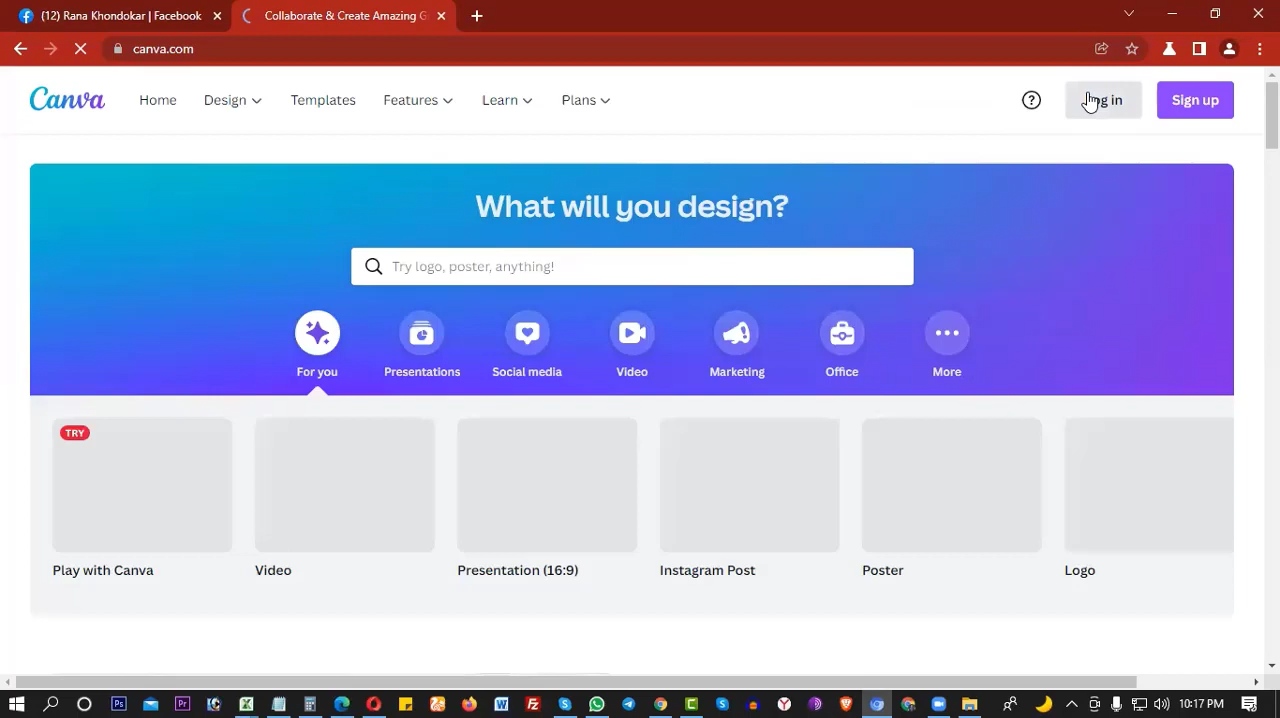 (12) Rana Khondokar | Facebook
Collaborate & Create Amazing G
canva.com
Canva
Home
Design
Templates
Features
Learn
Plans
in
Sign up
What will you design?
Try logo, poster, anything!
For you
Presentations
Social media
Video
Marketing
Office
More
TRY
Play with Canva
Video
Presentation (16:9)
Instagram Post
Poster
Logo
10:17 PM